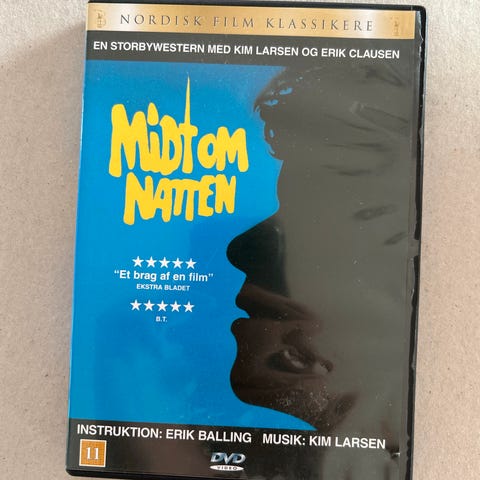 NORDISK FILM KLASSIKERE
EN STORBYWESTERN MED KIM LARSEN OG ERIK CLAUSEN
MiDT OM
NATTEN
"Et brag af en film"
EKSTRA BLADET
B.T.
INSTRUKTION: ERIK BALLING MUSIK: KIM LARSEN
11
DVD
VIDEO